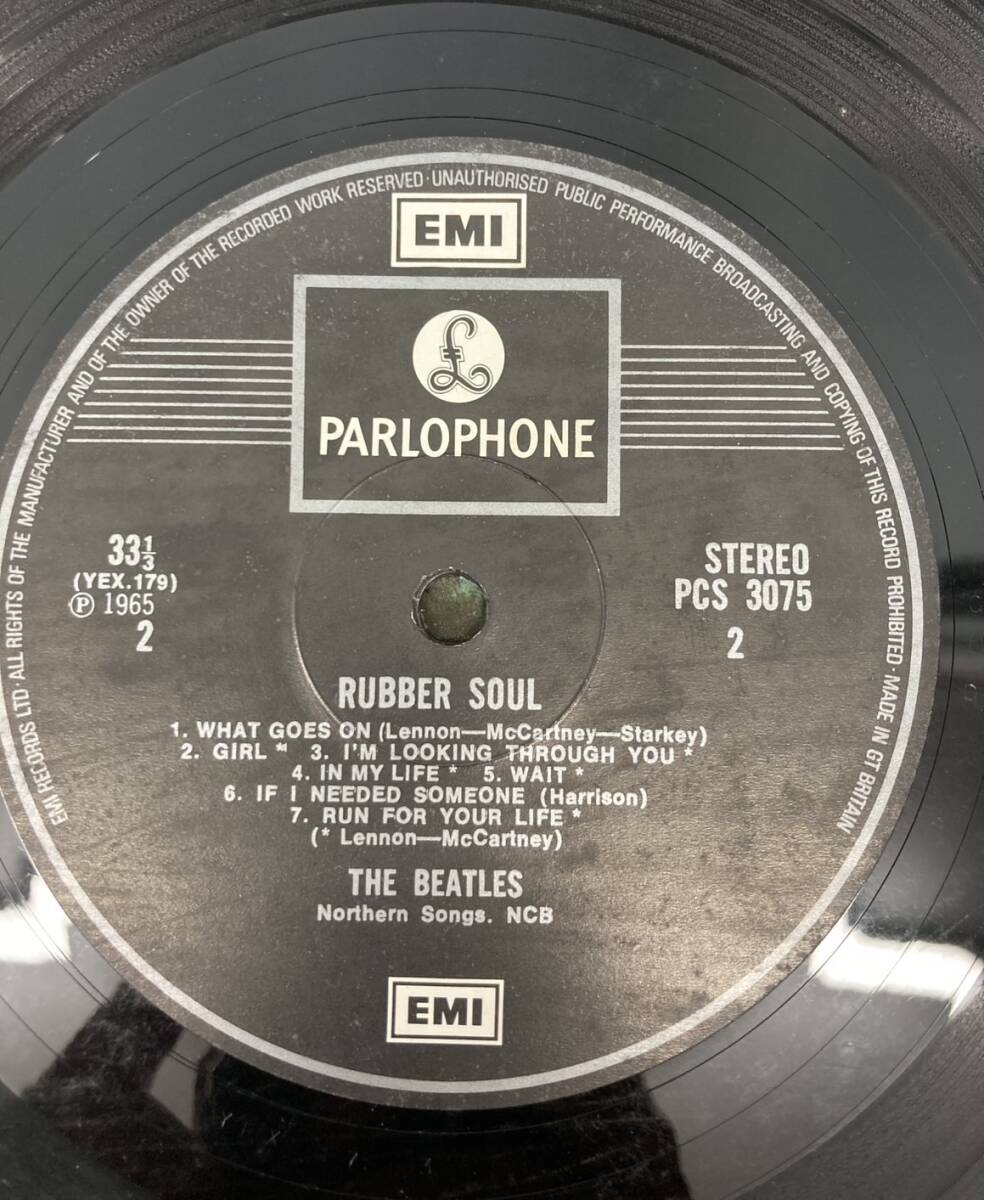 EMI RECORDS LTD · ALL RIGHTS OF THE MANUFACTURER AND OF THE OWNER OF THE RECORDED WORK RESERVED · UNAUTHORISED PUBLIC PERFORMANCE BROADCASTING AND COPYING OF THIS RECORD PROHIBITED · MADE IN GT BRITAIN
EMI
£
PARLOPHONE
33⅓
(YEX.179)
℗ 1965
2
STEREO
PCS 3075
2
RUBBER SOUL
1. WHAT GOES ON (Lennon—McCartney—Starkey)
2. GIRL * 3. I'M LOOKING THROUGH YOU *
4. IN MY LIFE * 5. WAIT *
6. IF I NEEDED SOMEONE (Harrison)
7. RUN FOR YOUR LIFE *
(* Lennon—McCartney)
THE BEATLES
Northern Songs. NCB
EMI